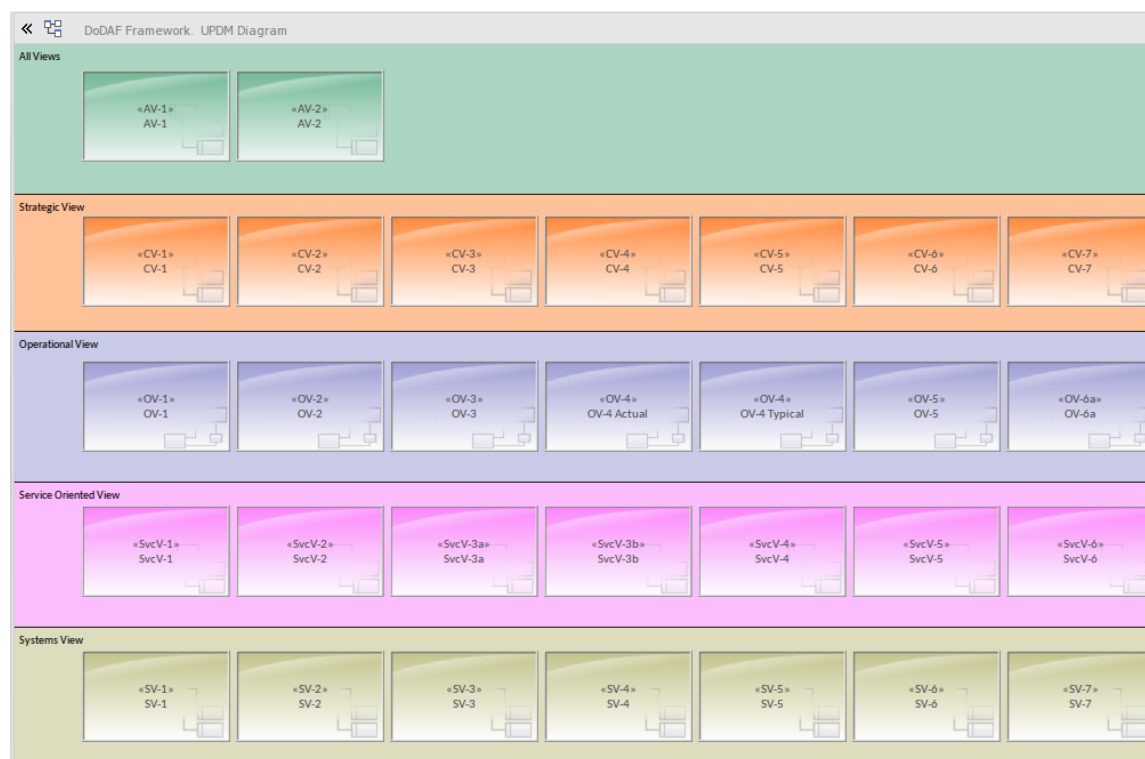 DoDAF Framework. UPDM Diagram
All Views
«AV-1» «AV-2»
AV-1 AV-2
Strategic View
«CV-1» «CV-2» «CV-3» «CV-4» «CV-5» «CV-6» «CV-7»
CV-1 CV-2 CV-3 CV-4 CV-5 CV-6 CV-7
Operational View
«OV-1» «OV-2» «OV-3» «OV-4» «OV-4» «OV-5» «OV-6a»
OV-1 OV-2 OV-3 OV-4 Actual OV-4 Typical OV-5 OV-6a
Service Oriented View
«SvcV-1» «SvcV-2» «SvcV-3a» «SvcV-3b» «SvcV-4» «SvcV-5» «SvcV-6»
SvcV-1 SvcV-2 SvcV-3a SvcV-3b SvcV-4 SvcV-5 SvcV-6
Systems View
«SV-1» «SV-2» «SV-3» «SV-4» «SV-5» «SV-6» «SV-7»
SV-1 SV-2 SV-3 SV-4 SV-5 SV-6 SV-7